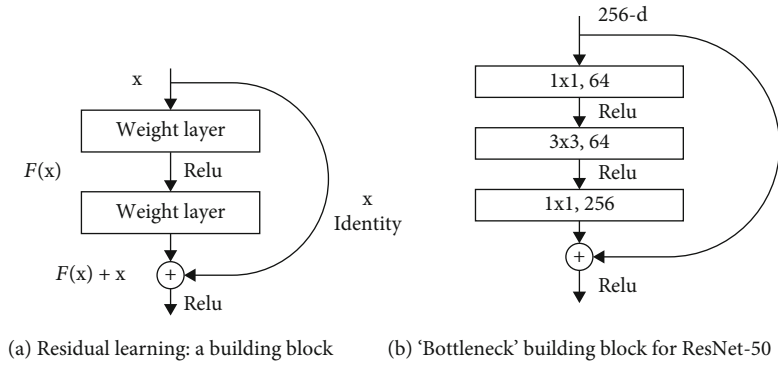 x
Weight layer
Relu
F(x)
Weight layer
x
Identity
F(x) + x
+
Relu
(a) Residual learning: a building block
256-d
1x1, 64
Relu
3x3, 64
Relu
1x1, 256
+
Relu
(b) 'Bottleneck' building block for ResNet-50